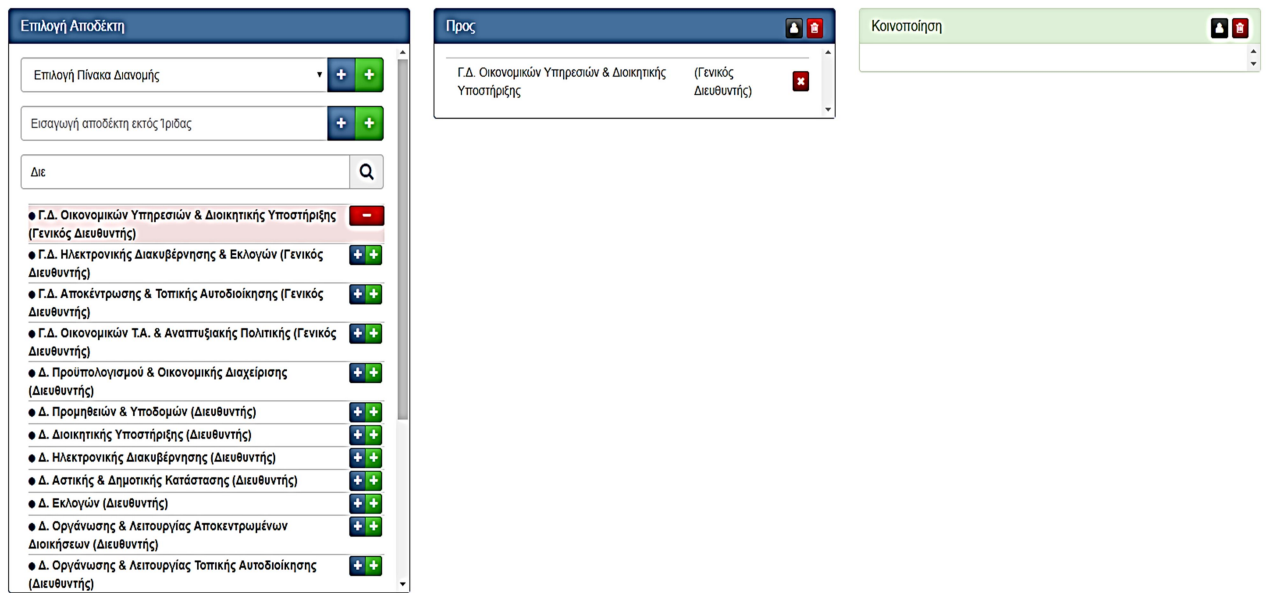 Επιλογή Αποδέκτη
Επιλογή Πίνακα Διανομής
Εισαγωγή αποδέκτη εκτός Ίριδας
Διε
Γ.Δ. Οικονομικών Υπηρεσιών & Διοικητικής Υποστήριξης
(Γενικός Διευθυντής)
Γ.Δ. Ηλεκτρονικής Διακυβέρνησης & Εκλογών (Γενικός
Διευθυντής)
Γ.Δ. Αποκέντρωσης & Τοπικής Αυτοδιοίκησης (Γενικός
Διευθυντής)
Γ.Δ. Οικονομικών Τ.Α. & Αναπτυξιακής Πολιτικής (Γενικός
Διευθυντής)
Δ. Προϋπολογισμού & Οικονομικής Διαχείρισης
(Διευθυντής)
Δ. Προμηθειών & Υποδομών (Διευθυντής)
Δ. Διοικητικής Υποστήριξης (Διευθυντής)
Δ. Ηλεκτρονικής Διακυβέρνησης (Διευθυντής)
Δ. Αστικής & Δημοτικής Κατάστασης (Διευθυντής)
Δ. Εκλογών (Διευθυντής)
Δ. Οργάνωσης & Λειτουργίας Αποκεντρωμένων
Διοικήσεων (Διευθυντής)
Δ. Οργάνωσης & Λειτουργίας Τοπικής Αυτοδιοίκησης
(Διευθυντής)
Προς
Γ.Δ. Οικονομικών Υπηρεσιών & Διοικητικής (Γενικός
Υποστήριξης Διευθυντής)
Κοινοποίηση